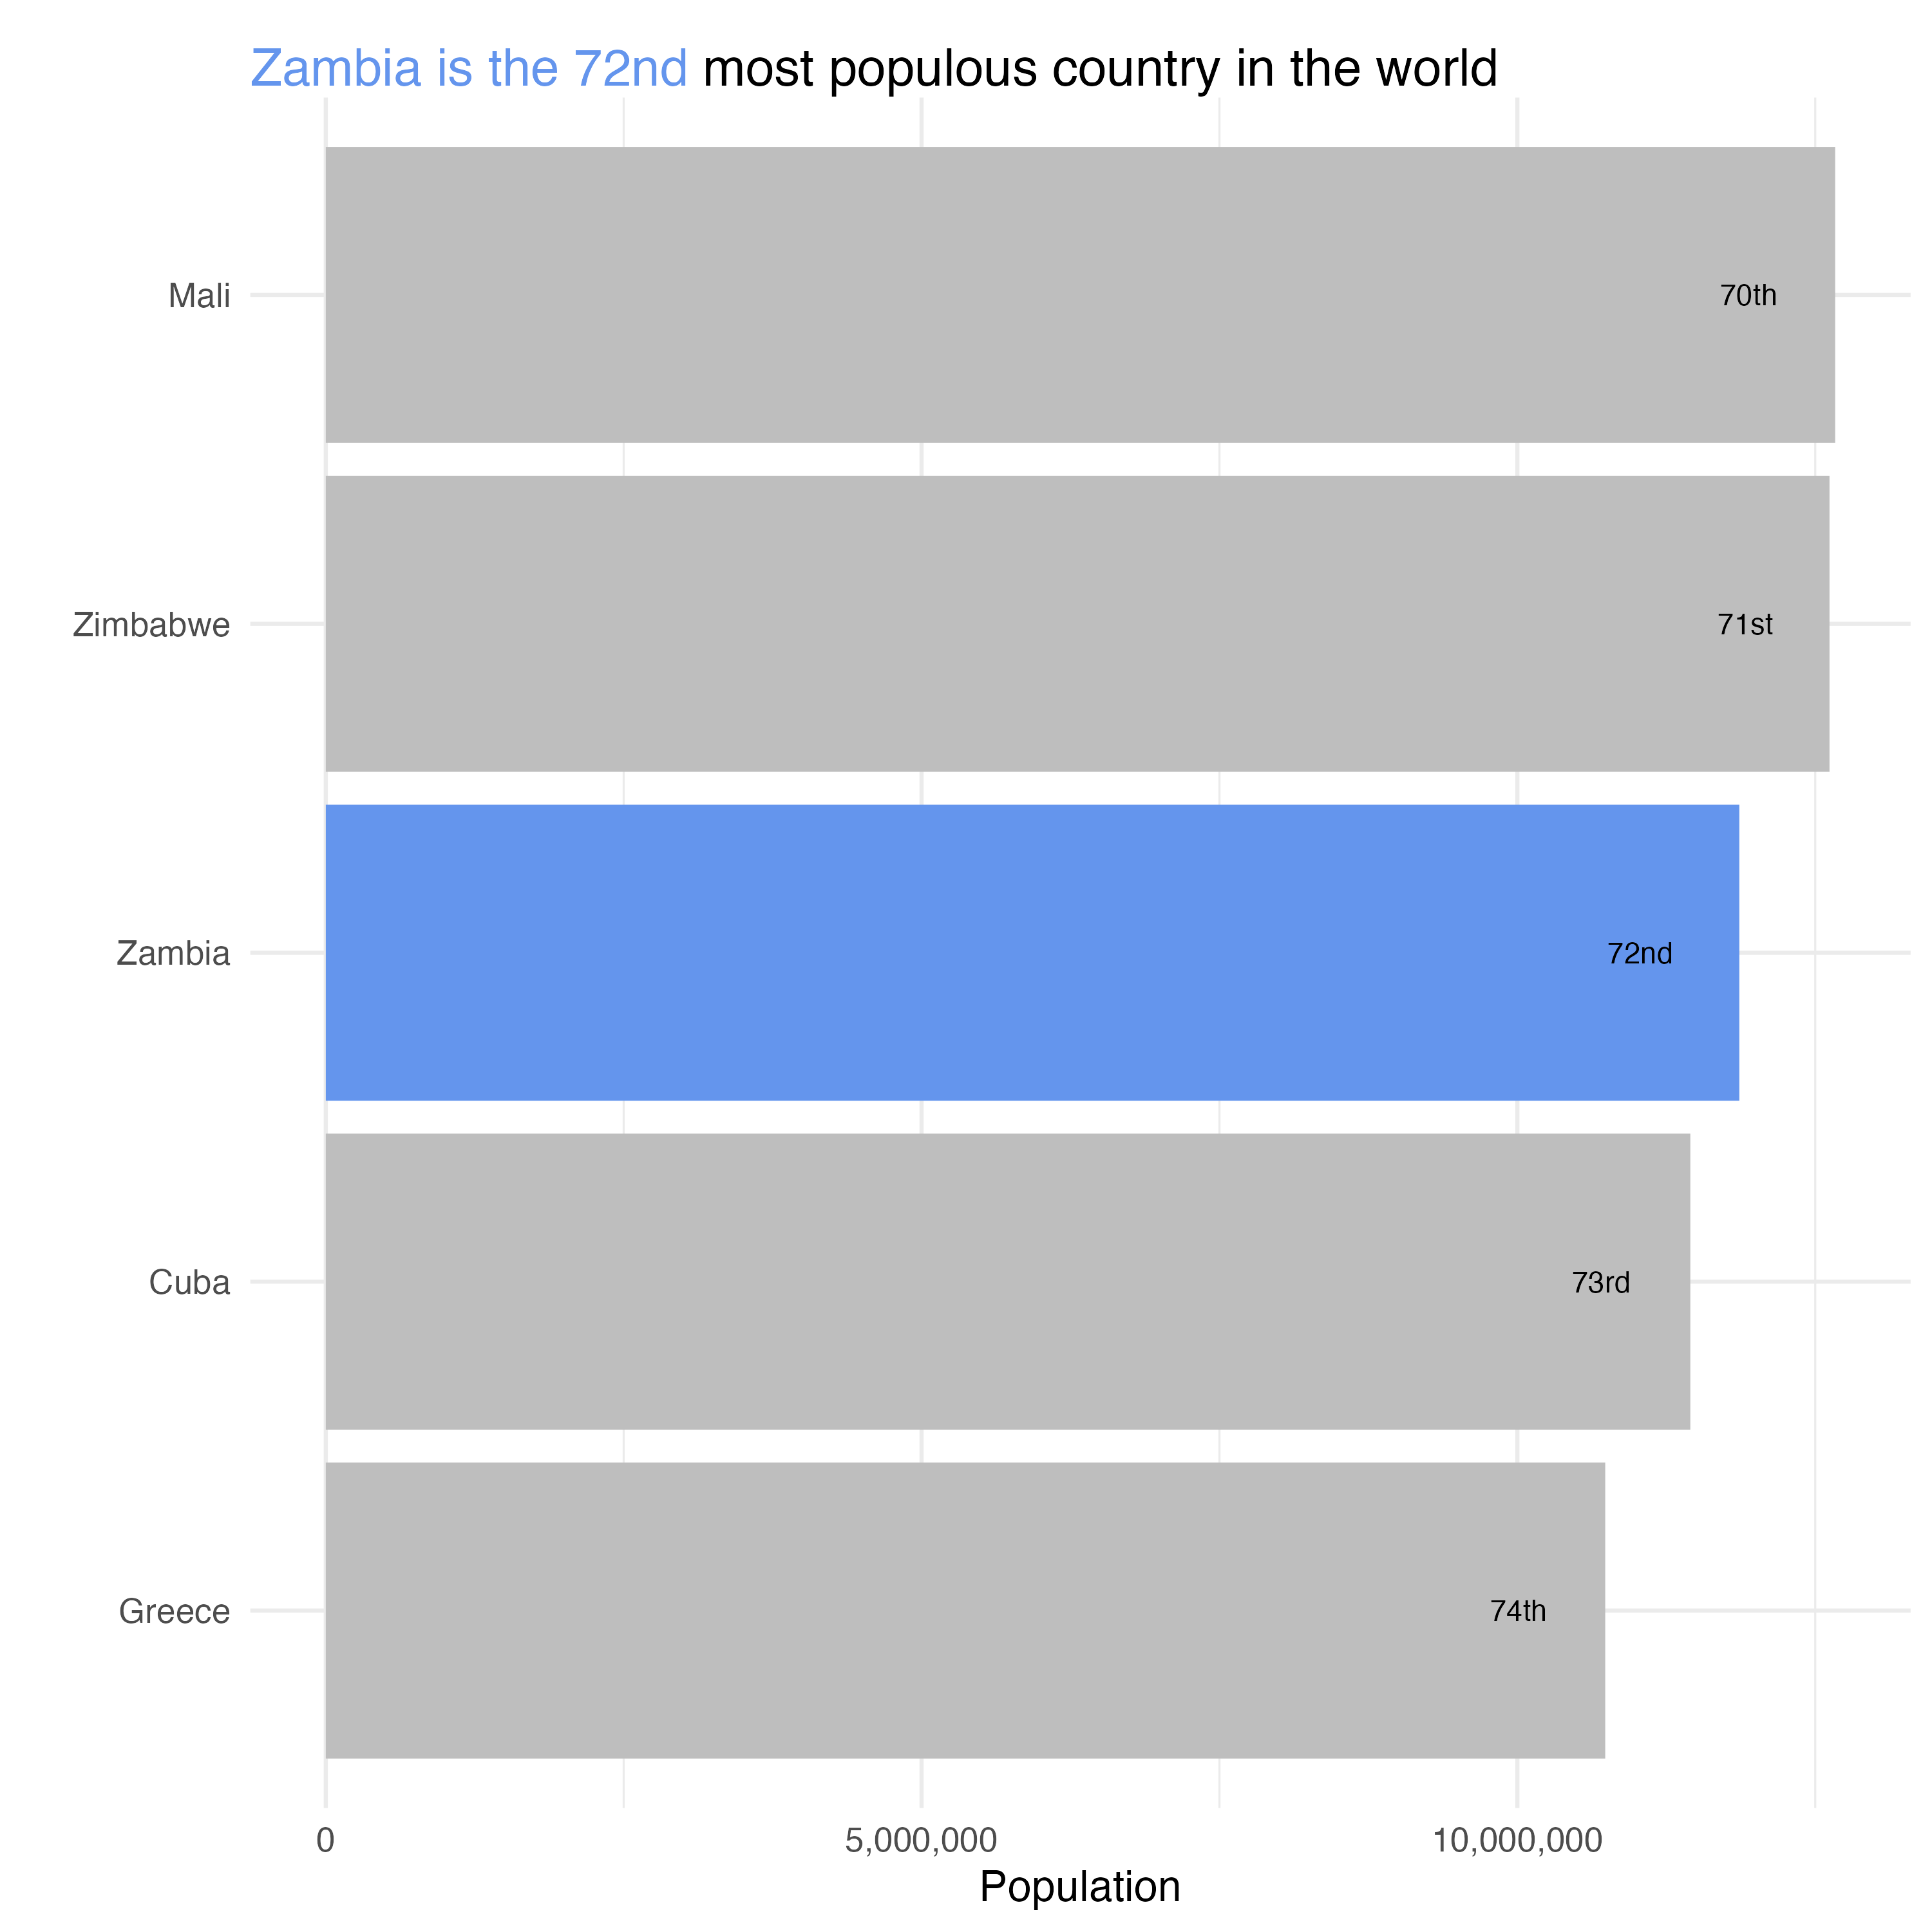 Zambia is the 72nd most populous country in the world
Mali
70th
Zimbabwe
71st
Zambia
72nd
Cuba
73rd
Greece
74th
0
5,000,000
10,000,000
Population